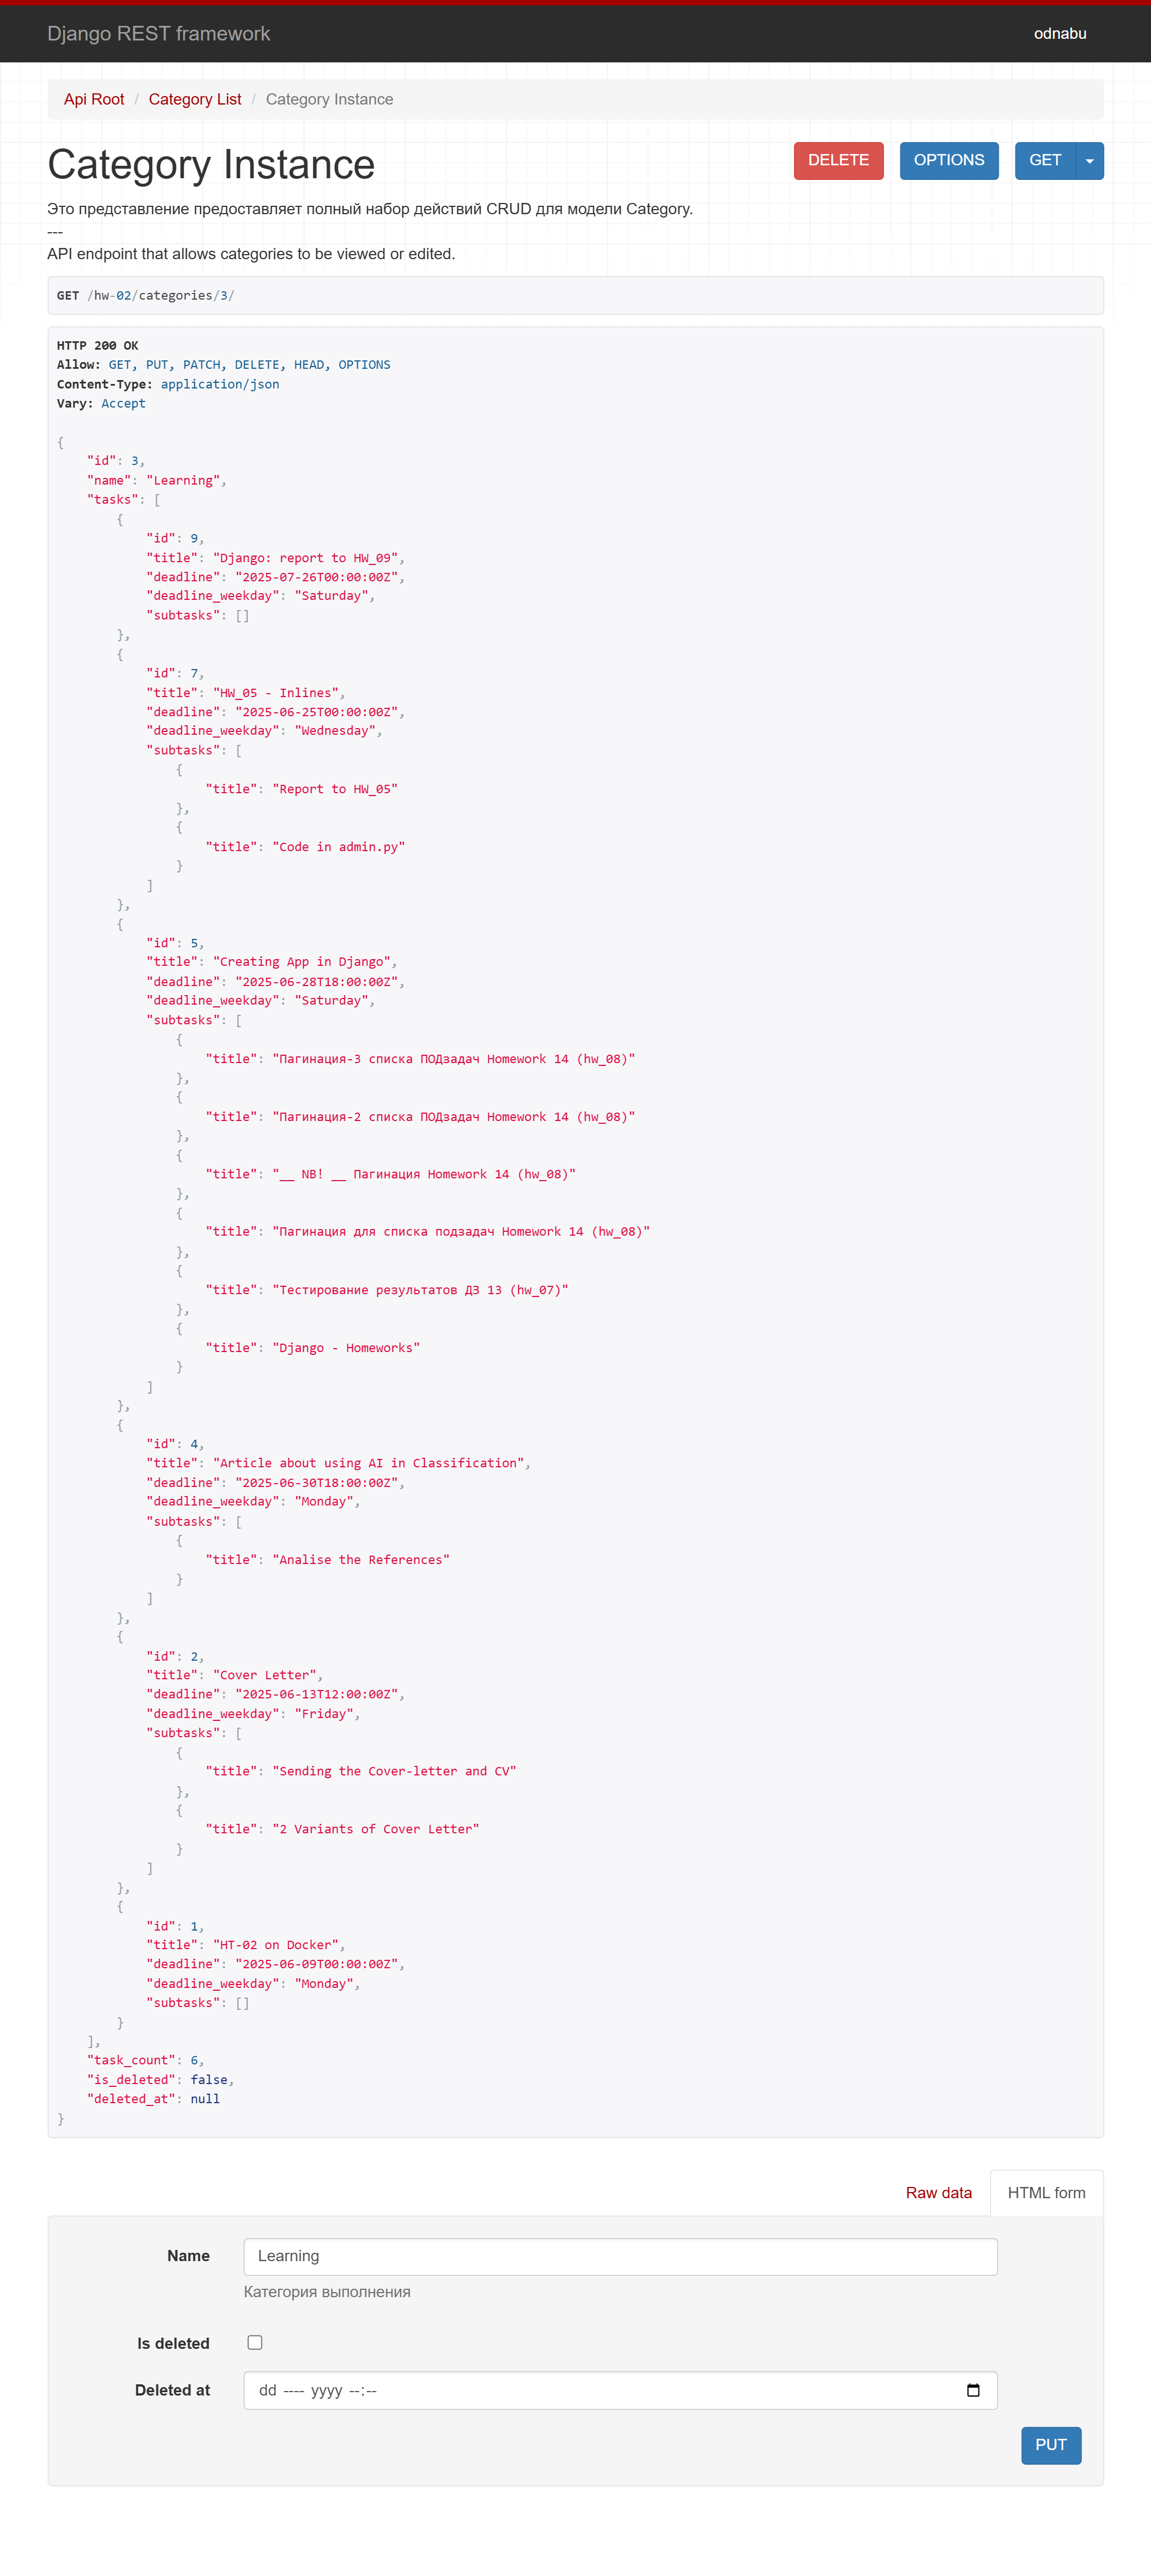 Django REST framework
odnabu
Api Root / Category List / Category Instance
Category Instance
DELETE
OPTIONS
GET
Это представление предоставляет полный набор действий CRUD для модели Category.
---
API endpoint that allows categories to be viewed or edited.
GET /hw-02/categories/3/
HTTP 200 OK
Allow: GET, PUT, PATCH, DELETE, HEAD, OPTIONS
Content-Type: application/json
Vary: Accept
{
    "id": 3,
    "name": "Learning",
    "tasks": [
        {
            "id": 9,
            "title": "Django: report to HW_09",
            "deadline": "2025-07-26T00:00:00Z",
            "deadline_weekday": "Saturday",
            "subtasks": []
        },
        {
            "id": 7,
            "title": "HW_05 - Inlines",
            "deadline": "2025-06-25T00:00:00Z",
            "deadline_weekday": "Wednesday",
            "subtasks": [
                {
                    "title": "Report to HW_05"
                },
                {
                    "title": "Code in admin.py"
                }
            ]
        },
        {
            "id": 5,
            "title": "Creating App in Django",
            "deadline": "2025-06-28T18:00:00Z",
            "deadline_weekday": "Saturday",
            "subtasks": [
                {
                    "title": "Пагинация-3 списка ПОДзадач Homework 14 (hw_08)"
                },
                {
                    "title": "Пагинация-2 списка ПОДзадач Homework 14 (hw_08)"
                },
                {
                    "title": "__ NB! __ Пагинация Homework 14 (hw_08)"
                },
                {
                    "title": "Пагинация для списка подзадач Homework 14 (hw_08)"
                },
                {
                    "title": "Тестирование результатов ДЗ 13 (hw_07)"
                },
                {
                    "title": "Django - Homeworks"
                }
            ]
        },
        {
            "id": 4,
            "title": "Article about using AI in Classification",
            "deadline": "2025-06-30T18:00:00Z",
            "deadline_weekday": "Monday",
            "subtasks": [
                {
                    "title": "Analise the References"
                }
            ]
        },
        {
            "id": 2,
            "title": "Cover Letter",
            "deadline": "2025-06-13T12:00:00Z",
            "deadline_weekday": "Friday",
            "subtasks": [
                {
                    "title": "Sending the Cover-letter and CV"
                },
                {
                    "title": "2 Variants of Cover Letter"
                }
            ]
        },
        {
            "id": 1,
            "title": "HT-02 on Docker",
            "deadline": "2025-06-09T00:00:00Z",
            "deadline_weekday": "Monday",
            "subtasks": []
        }
    ],
    "task_count": 6,
    "is_deleted": false,
    "deleted_at": null
}
Raw data
HTML form
Name
Learning
Категория выполнения
Is deleted
Deleted at
dd ---- yyyy --:--
PUT